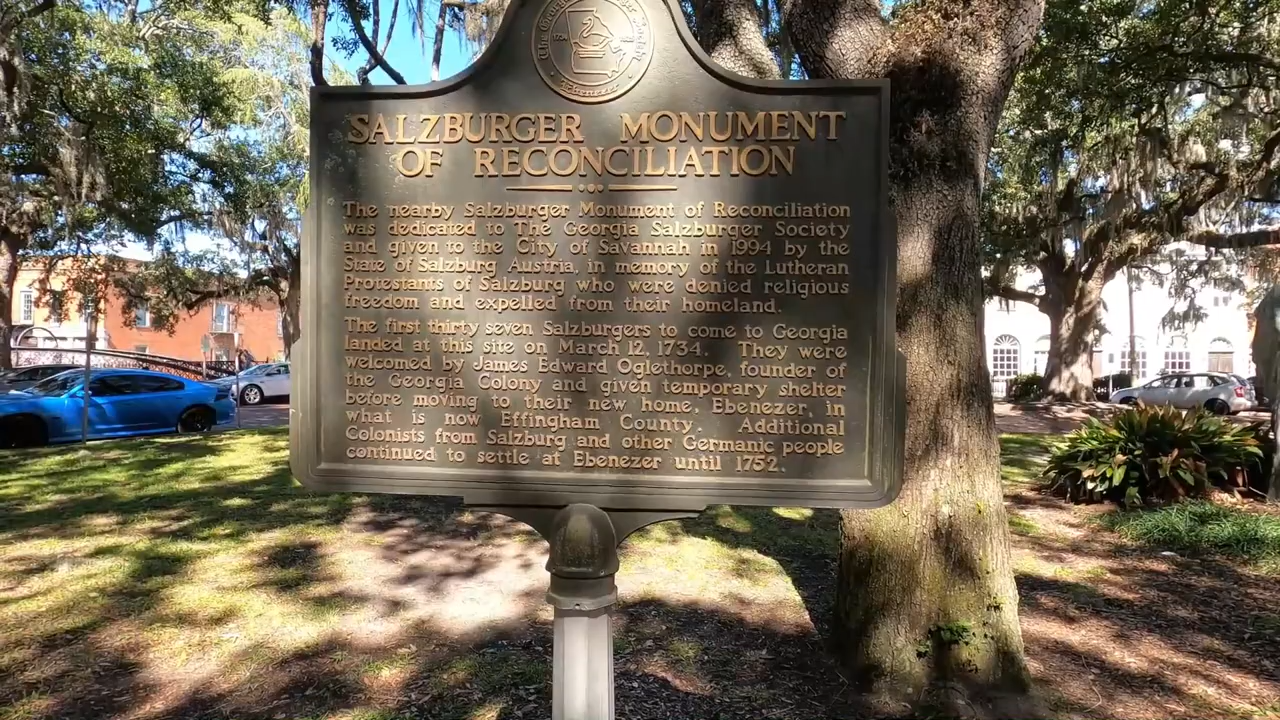 The Georgia
1734
Ebenezer
SALZBURGER MONUMENT
OF RECONCILIATION
The nearby Salzburger Monument of Reconciliation
was dedicated to The Georgia Salzburger Society
and given to the City of Savannah in 1994 by the
State of Salzburg Austria, in memory of the Lutheran
Protestants of Salzburg who were denied religious
freedom and expelled from their homeland.
The first thirty seven Salzburgers to come to Georgia
landed at this site on March 12, 1734. They were
welcomed by James Edward Oglethorpe, founder of
the Georgia Colony and given temporary shelter
before moving to their new home, Ebenezer, in
what is now Effingham County. Additional
Colonists from Salzburg and other Germanic people
continued to settle at Ebenezer until 1752.